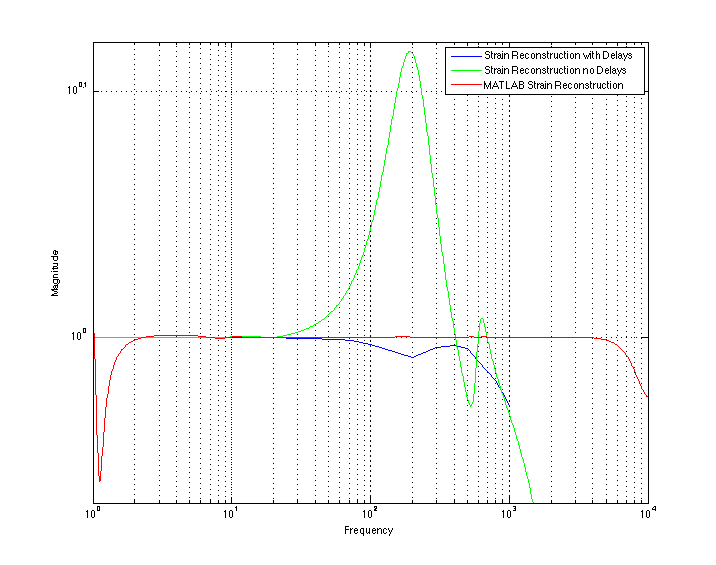 Strain Reconstruction with Delays
Strain Reconstruction no Delays
MATLAB Strain Reconstruction
10^0.1
10^0
Magnitude
10^0 10^1 10^2 10^3 10^4
Frequency